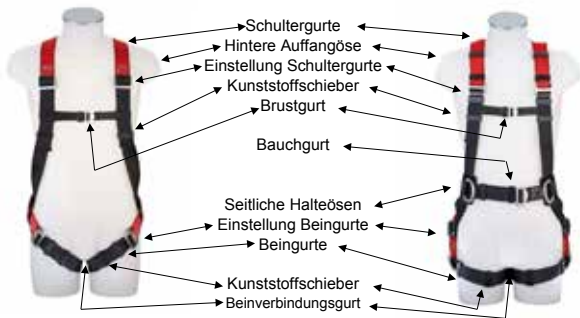 Schultergurte
Hintere Auffangöse
Einstellung Schultergurte
Kunststoffschieber
Brustgurt
Bauchgurt
Seitliche Halteösen
Einstellung Beingurte
Beingurte
Kunststoffschieber
Beinverbindungsgurt